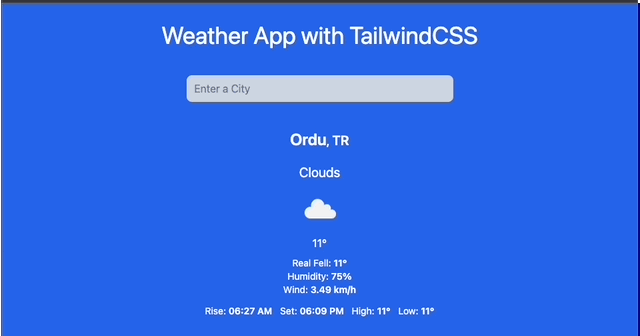 Weather App with TailwindCSS
Enter a City
Ordu, TR
Clouds
11°
Real Fell: 11°
Humidity: 75%
Wind: 3.49 km/h
Rise: 06:27 AM Set: 06:09 PM High: 11° Low: 11°